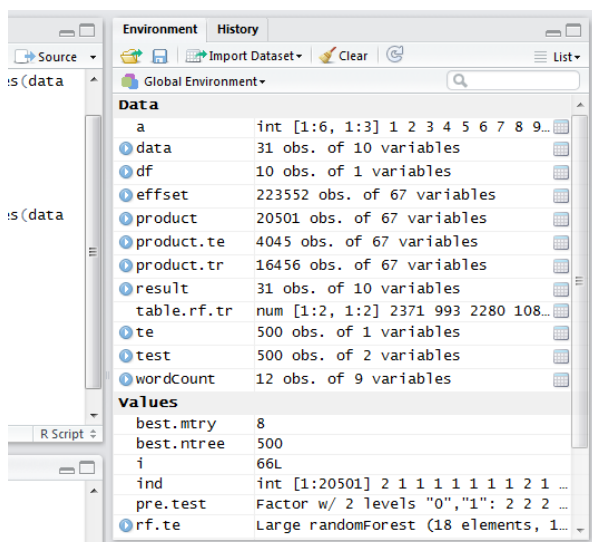 Environment History
Source
Import Dataset Clear List
es(data
Global Environment
Data
a int [1:6, 1:3] 1 2 3 4 5 6 7 8 9…
data 31 obs. of 10 variables
df 10 obs. of 1 variables
effset 223552 obs. of 67 variables
product 20501 obs. of 67 variables
es(data
product.te 4045 obs. of 67 variables
product.tr 16456 obs. of 67 variables
result 31 obs. of 10 variables
table.rf.tr num [1:2, 1:2] 2371 993 2280 108…
te 500 obs. of 1 variables
test 500 obs. of 2 variables
wordCount 12 obs. of 9 variables
Values
best.mtry 8
R Script
best.ntree 500
i 66L
ind int [1:20501] 2 1 1 1 1 1 1 1 2 1 …
pre.test Factor w/ 2 levels "0","1": 2 2 2 …
rf.te Large randomForest (18 elements, 1…